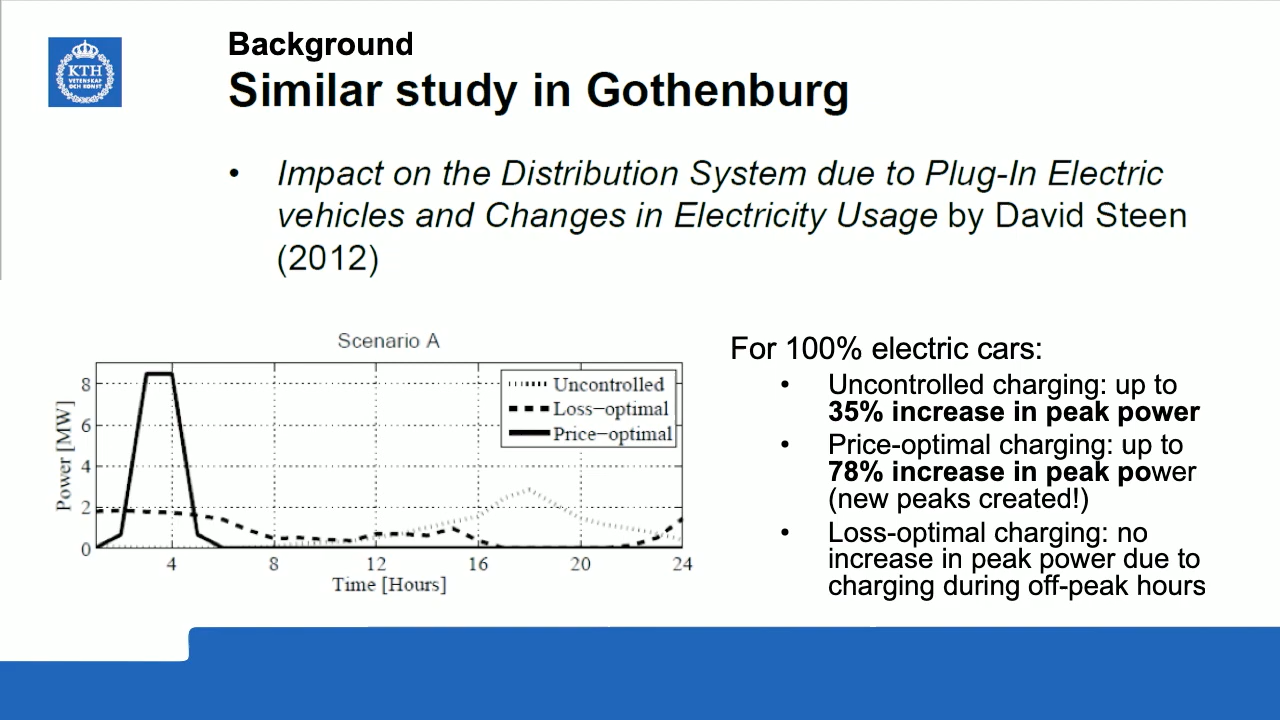 KTH
VETENSKAP
OCH KONST
Background
Similar study in Gothenburg
• Impact on the Distribution System due to Plug-In Electric
vehicles and Changes in Electricity Usage by David Steen
(2012)
Scenario A
Uncontrolled
Loss-optimal
Price-optimal
Power [MW]
8
6
4
2
0
4 8 12 16 20 24
Time [Hours]
For 100% electric cars:
• Uncontrolled charging: up to
35% increase in peak power
• Price-optimal charging: up to
78% increase in peak power
(new peaks created!)
• Loss-optimal charging: no
increase in peak power due to
charging during off-peak hours